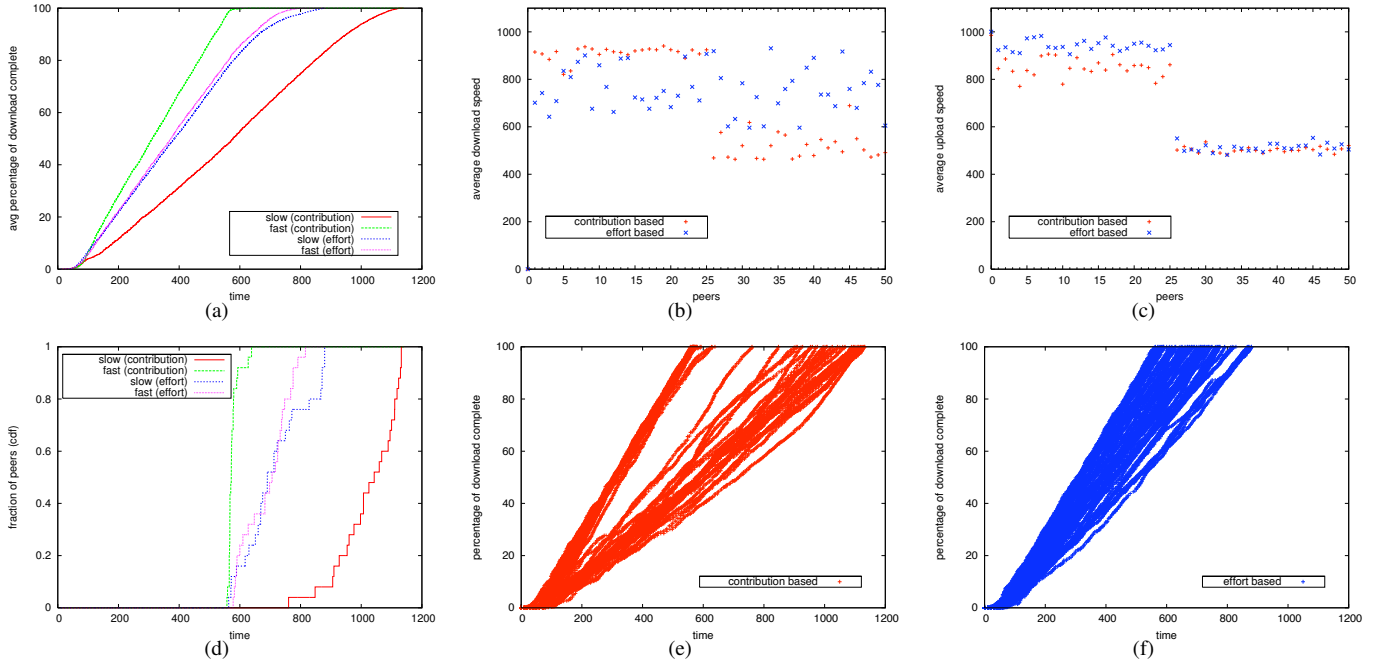 100
80
60
40
20
0
0 200 400 600 800 1000 1200
avg percentage of download complete
time
slow (contribution)
fast (contribution)
slow (effort)
fast (effort)
(a)
1000
800
600
400
200
0
0 5 10 15 20 25 30 35 40 45 50
average download speed
peers
contribution based
effort based
(b)
1000
800
600
400
200
0
0 5 10 15 20 25 30 35 40 45 50
average upload speed
peers
contribution based
effort based
(c)
1
0.8
0.6
0.4
0.2
0
0 200 400 600 800 1000 1200
fraction of peers (cdf)
time
slow (contribution)
fast (contribution)
slow (effort)
fast (effort)
(d)
100
80
60
40
20
0
0 200 400 600 800 1000 1200
percentage of download complete
time
contribution based
(e)
100
80
60
40
20
0
0 200 400 600 800 1000 1200
percentage of download complete
time
effort based
(f)